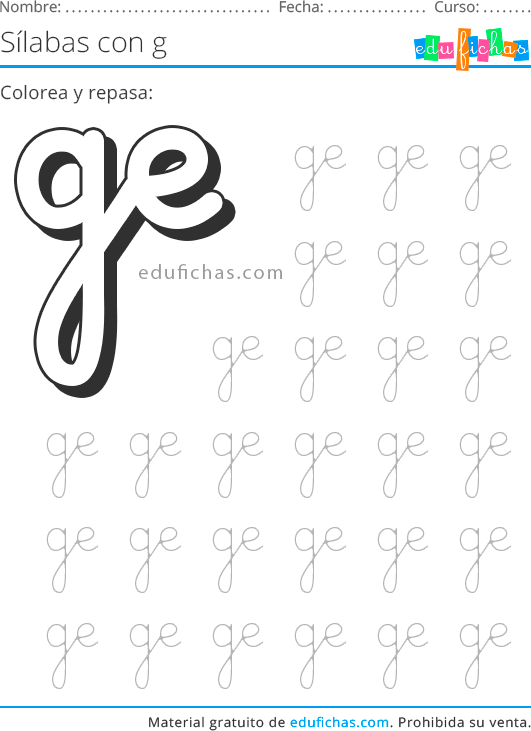 Nombre: ................................ Fecha: ................ Curso: ........
Sílabas con g
edufichas
Colorea y repasa:
ge
ge ge ge
edufichas.com
ge ge ge
ge ge ge ge
ge ge ge ge ge ge
ge ge ge ge ge ge
ge ge ge ge ge ge
Material gratuito de edufichas.com. Prohibida su venta.